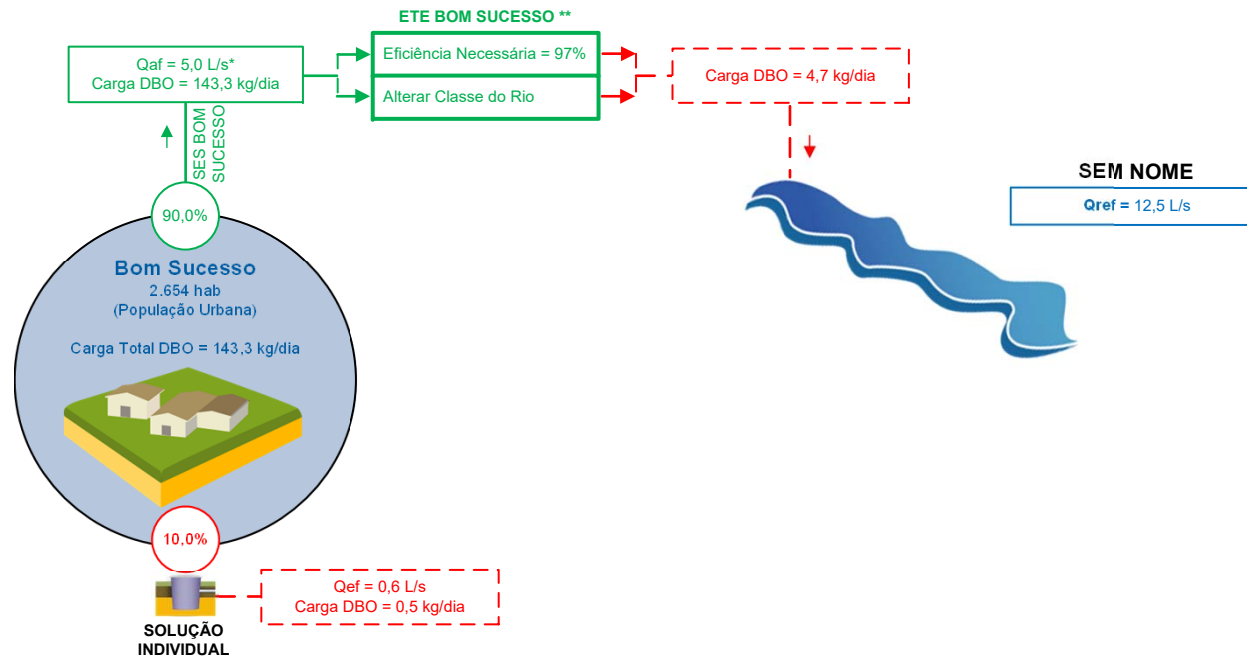 ETE BOM SUCESSO **
Qaf = 5,0 L/s*
Carga DBO = 143,3 kg/dia
Eficiência Necessária = 97%
Alterar Classe do Rio
Carga DBO = 4,7 kg/dia
SES BOM
SUCESSO
SEM NOME
Qref = 12,5 L/s
90,0%
Bom Sucesso
2.654 hab
(População Urbana)
Carga Total DBO = 143,3 kg/dia
10,0%
Qef = 0,6 L/s
Carga DBO = 0,5 kg/dia
SOLUÇÃO
INDIVIDUAL